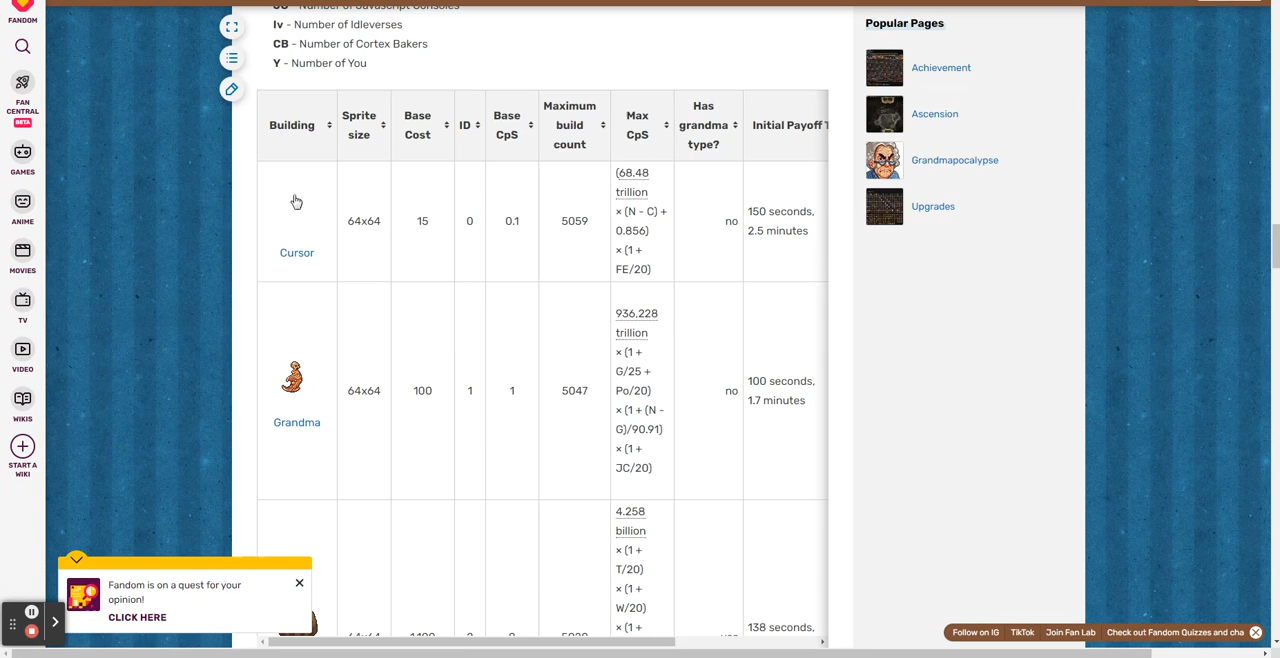 FANDOM
FAN
CENTRAL
BETA
GAMES
ANIME
MOVIES
TV
VIDEO
WIKIS
START A
WIKI
Iv - Number of Idleverses
CB - Number of Cortex Bakers
Y - Number of You
Building
Sprite
size
Base
Cost
ID
Base
CpS
Maximum
build
count
Max
CpS
Has
grandma
type?
Initial Payoff T
Cursor
64x64
15
0
0.1
5059
(68.48
trillion
× (N - C) +
0.856)
× (1 +
FE/20)
no
150 seconds,
2.5 minutes
Grandma
64x64
100
1
1
5047
936,228
trillion
× (1 +
G/25 +
Po/20)
× (1 + (N -
G)/90.91)
× (1 +
JC/20)
no
100 seconds,
1.7 minutes
4.258
billion
× (1 +
T/20)
× (1 +
W/20)
× (1 +
138 seconds,
Popular Pages
Achievement
Ascension
Grandmapocalypse
Upgrades
Fandom is on a quest for your
opinion!
CLICK HERE
Follow on IG
TikTok
Join Fan Lab
Check out Fandom Quizzes and cha